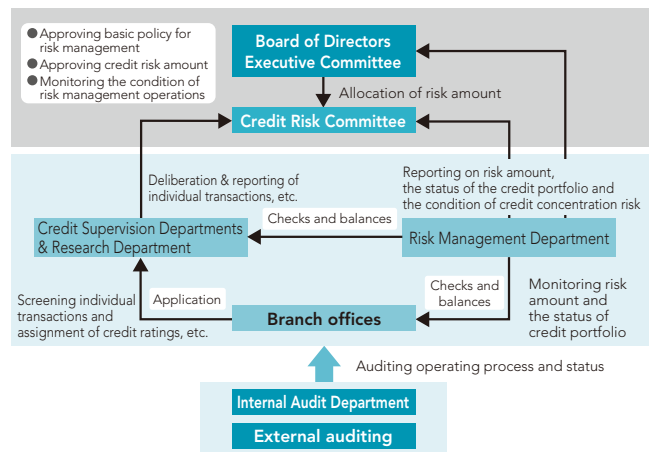 ● Approving basic policy for
risk management
● Approving credit risk amount
● Monitoring the condition of
risk management operations
Board of Directors
Executive Committee
Allocation of risk amount
Credit Risk Committee
Deliberation & reporting of
individual transactions, etc.
Reporting on risk amount,
the status of the credit portfolio and
the condition of credit concentration risk
Credit Supervision Departments
& Research Department
Checks and balances
Risk Management Department
Screening individual
transactions and
assignment of credit ratings, etc.
Application
Branch offices
Checks and
balances
Monitoring risk
amount and
the status of
credit portfolio
Auditing operating process and status
Internal Audit Department
External auditing